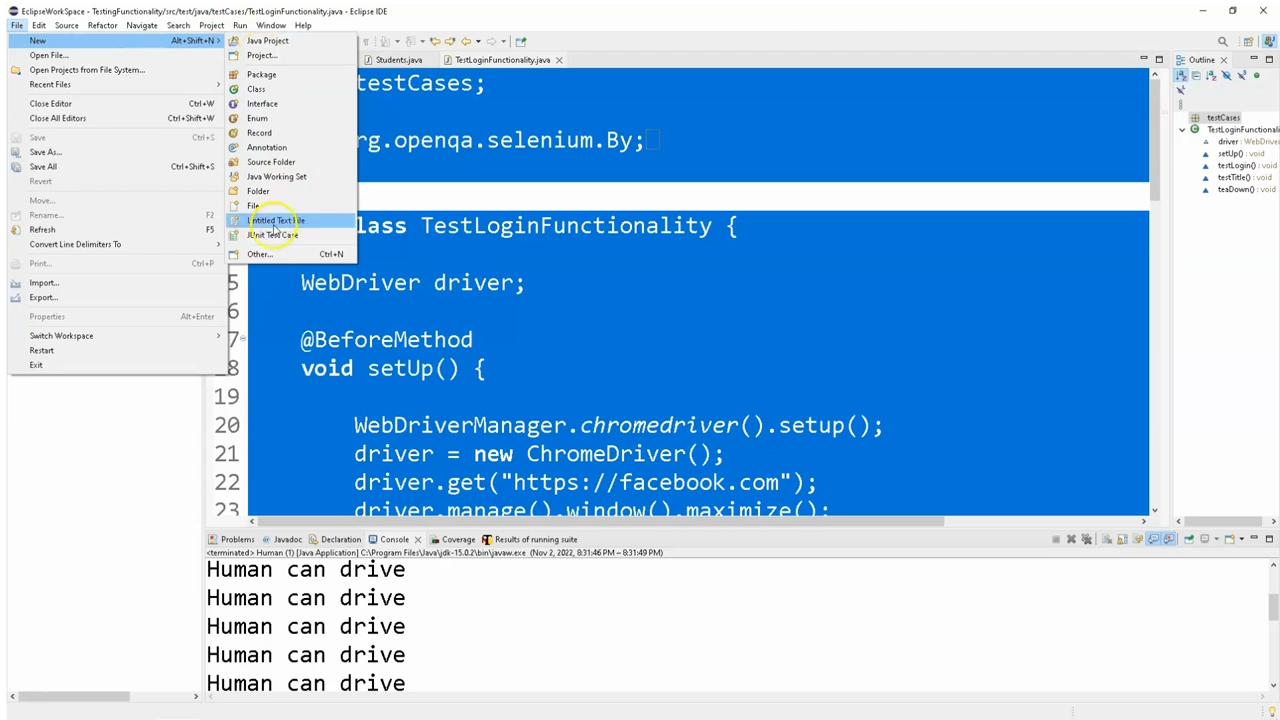 EclipseWorkSpace - TestingFunctionality/src/test/java/testCases/TestLoginFunctionality.java - Eclipse IDE
File Edit Source Refactor Navigate Search Project Run Window Help
New Alt+Shift+N >
Open File...
Open Projects from File System...
Recent Files >
Close Editor Ctrl+W
Close All Editors Ctrl+Shift+W
Save Ctrl+S
Save As...
Save All Ctrl+Shift+S
Revert
Move...
Rename... F2
Refresh F5
Convert Line Delimiters To >
Print... Ctrl+P
Import...
Export...
Properties Alt+Enter
Switch Workspace >
Restart
Exit
Java Project
Project...
Package
Class
Interface
Enum
Record
Annotation
Source Folder
Java Working Set
Folder
File
Untitled Text File
JUnit Test Case
Other... Ctrl+N
Students.java TestLoginFunctionality.java
testCases;
rg.openqa.selenium.By;
lass TestLoginFunctionality {
5 WebDriver driver;
6
7 @BeforeMethod
8 void setUp() {
19
20 WebDriverManager.chromedriver().setup();
21 driver = new ChromeDriver();
22 driver.get("https://facebook.com");
23 driver.manage().window().maximize();
Outline
testCases
TestLoginFunctionali
driver : WebDriver
setUp() : void
testLogin() : void
testTitle() : void
teaDown() : void
Problems Javadoc Declaration Console Coverage Results of running suite
<terminated> Human (1) [Java Application] C:\Program Files\Java\jdk-15.0.2\bin\javaw.exe (Nov 2, 2022, 8:31:46 PM – 8:31:49 PM)
Human can drive
Human can drive
Human can drive
Human can drive
Human can drive